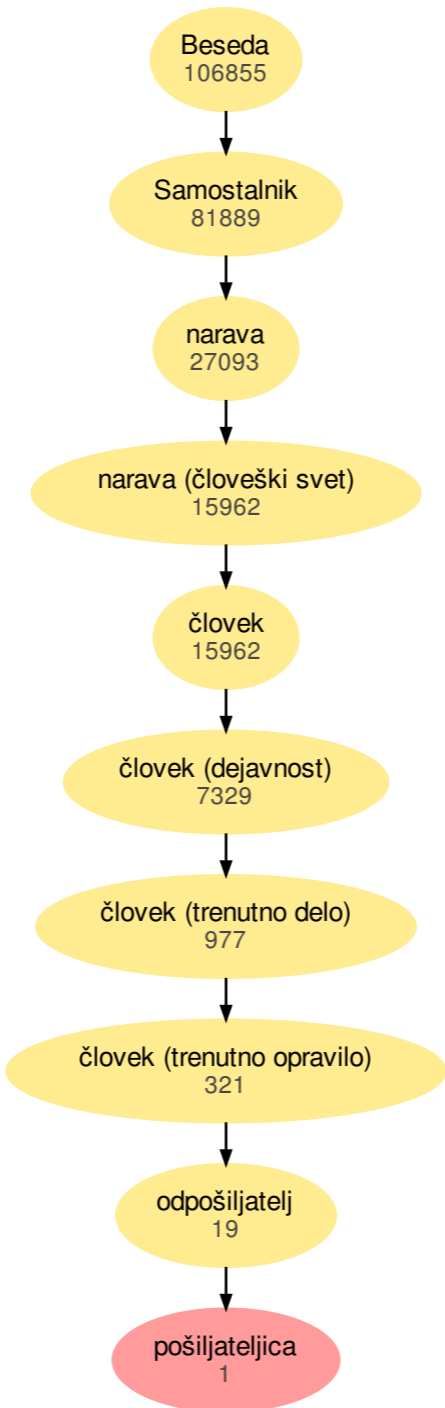 Beseda
106855
Samostalnik
81889
narava
27093
narava (človeški svet)
15962
človek
15962
človek (dejavnost)
7329
človek (trenutno delo)
977
človek (trenutno opravilo)
321
odpošiljatelj
19
pošiljateljica
1